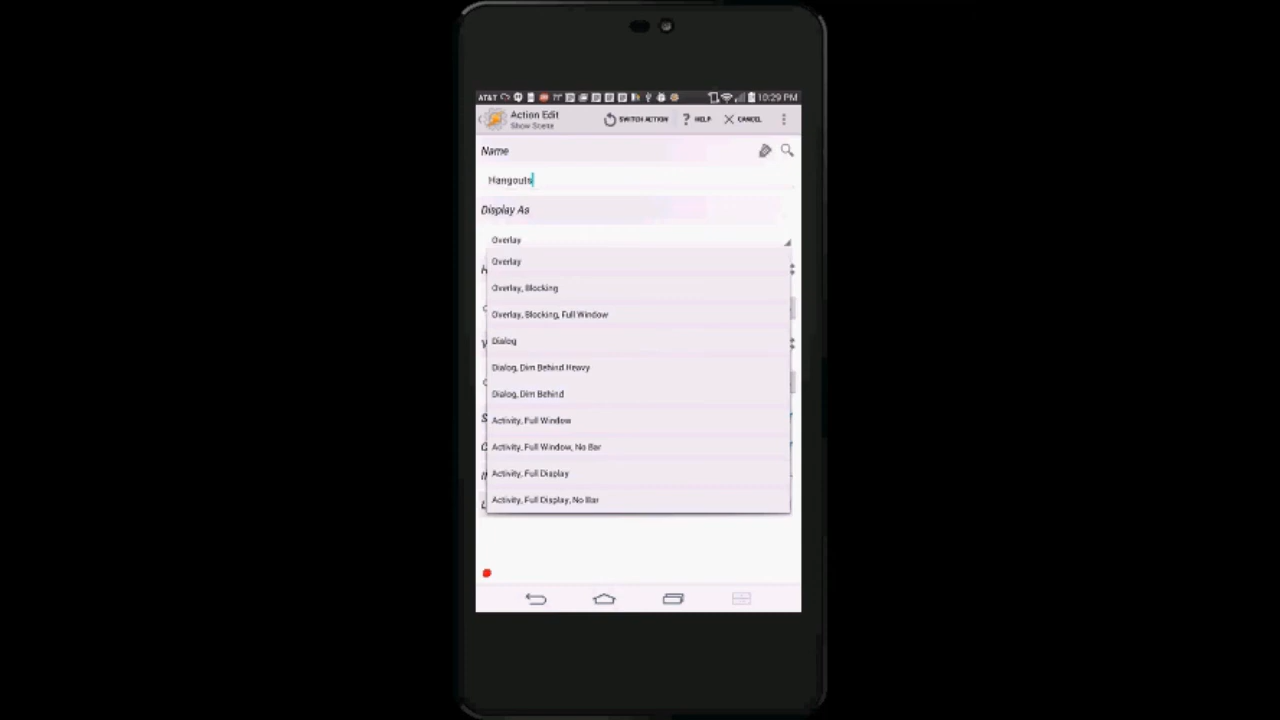 AT&T 10:29 PM
Action Edit
Show Scene
SWITCH ACTION
? HELP
CANCEL
Name
Hangouts
Display As
Overlay
Overlay
Overlay, Blocking
Overlay, Blocking, Full Window
Dialog
Dialog, Dim Behind Heavy
Dialog, Dim Behind
Activity, Full Window
Activity, Full Window, No Bar
Activity, Full Display
Activity, Full Display, No Bar